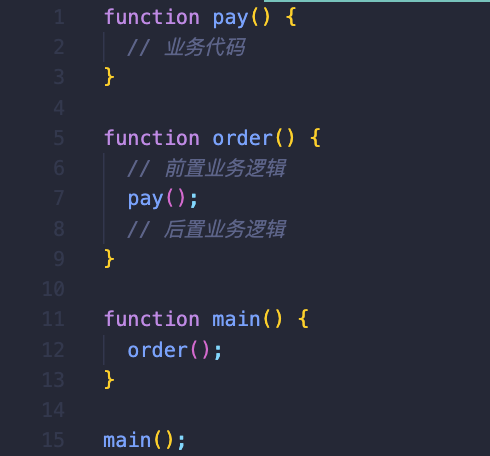 1 function pay() {
2 // 业务代码
3 }
4
5 function order() {
6 // 前置业务逻辑
7 pay();
8 // 后置业务逻辑
9 }
10
11 function main() {
12 order();
13 }
14
15 main();